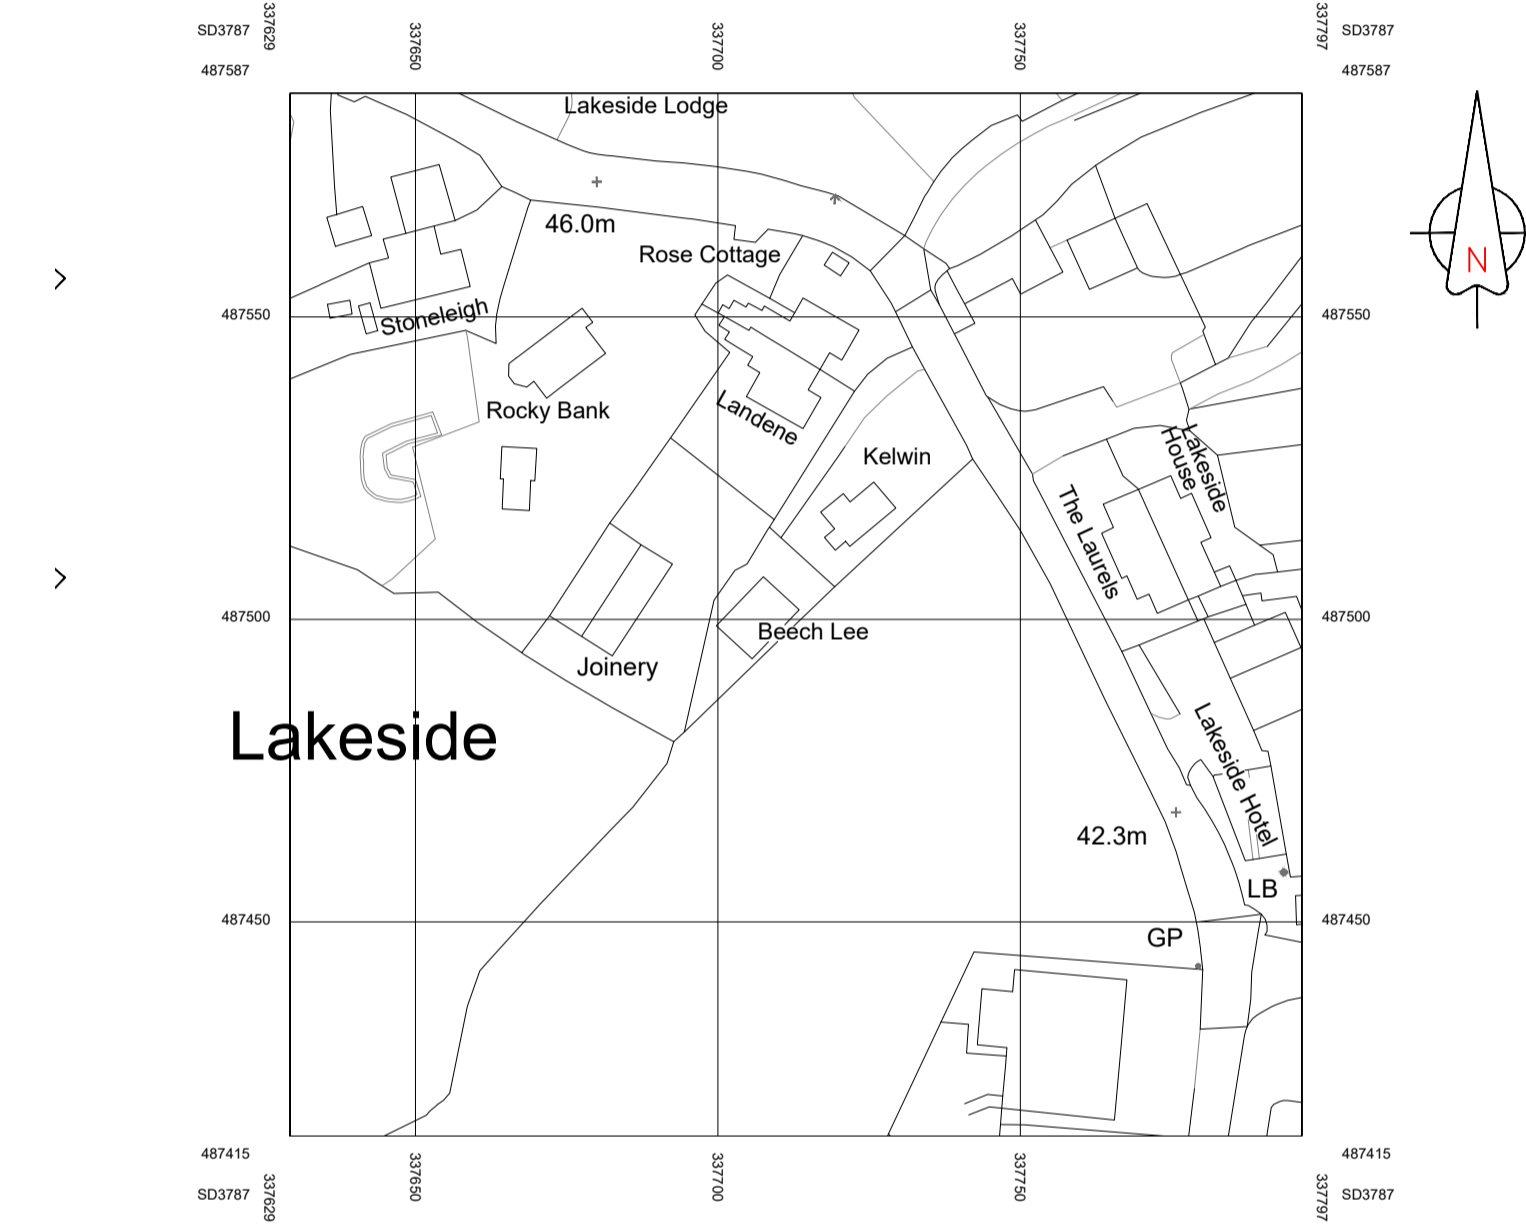 SD3787
337629
337650
337700
337750
337797
SD3787
487587
487587
Lakeside Lodge
46.0m
Rose Cottage
N
Stoneleigh
487550
487550
Rocky Bank
Landene
Kelwin
Lakeside
House
The Laurels
487500
487500
Beech Lee
Joinery
Lakeside
Lakeside Hotel
42.3m
LB
487450
487450
GP
487415
487415
SD3787
337629
337650
337700
337750
337797
SD3787